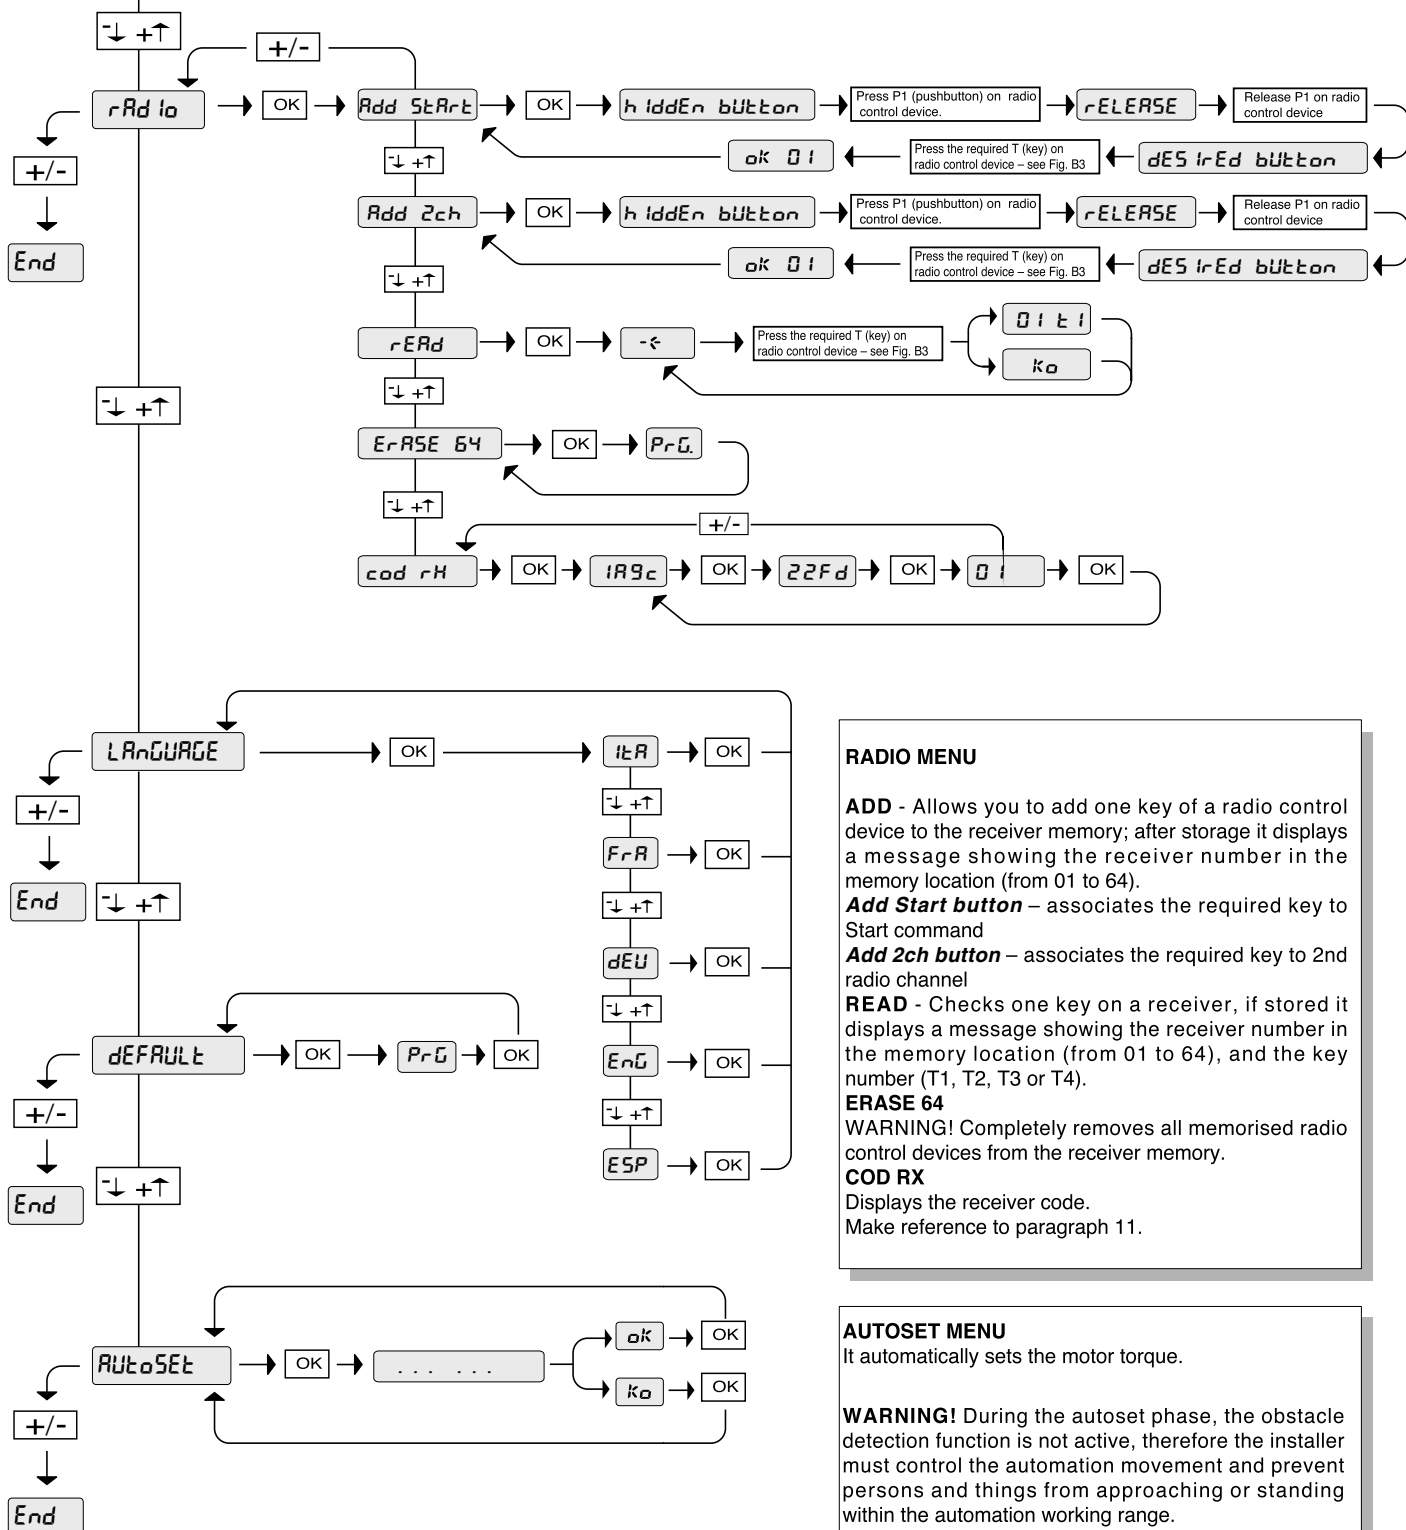 -↓ +↑
+/-
rAdio
OK
Add StArt
OK
hiddEn bUtton
Press P1 (pushbutton) on radio
control device.
rELEASE
Release P1 on radio
control device
+/-
-↓ +↑
ok 01
Press the required T (key) on
radio control device – see Fig. B3
dESirEd bUtton
End
Add 2ch
OK
hiddEn bUtton
Press P1 (pushbutton) on radio
control device.
rELEASE
Release P1 on radio
control device
-↓ +↑
ok 01
Press the required T (key) on
radio control device – see Fig. B3
dESirEd bUtton
rEAd
OK
-<-
Press the required T (key) on
radio control device – see Fig. B3
01 t1
Ko
-↓ +↑
-↓ +↑
ErASE 64
OK
PrG.
-↓ +↑
+/-
cod rH
OK
1A9c
OK
22Fd
OK
01
OK
LAnGUAGE
OK
ItA
OK
+/-
-↓ +↑
FrA
OK
End
-↓ +↑
-↓ +↑
dEU
OK
-↓ +↑
dEFAULt
OK
PrG
OK
EnG
OK
+/-
-↓ +↑
End
-↓ +↑
ESP
OK
AUtoSEt
OK
... ...
ok
OK
Ko
OK
+/-
End
RADIO MENU
ADD - Allows you to add one key of a radio control
device to the receiver memory; after storage it displays
a message showing the receiver number in the
memory location (from 01 to 64).
Add Start button – associates the required key to
Start command
Add 2ch button – associates the required key to 2nd
radio channel
READ - Checks one key on a receiver, if stored it
displays a message showing the receiver number in
the memory location (from 01 to 64), and the key
number (T1, T2, T3 or T4).
ERASE 64
WARNING! Completely removes all memorised radio
control devices from the receiver memory.
COD RX
Displays the receiver code.
Make reference to paragraph 11.
AUTOSET MENU
It automatically sets the motor torque.
WARNING! During the autoset phase, the obstacle
detection function is not active, therefore the installer
must control the automation movement and prevent
persons and things from approaching or standing
within the automation working range.